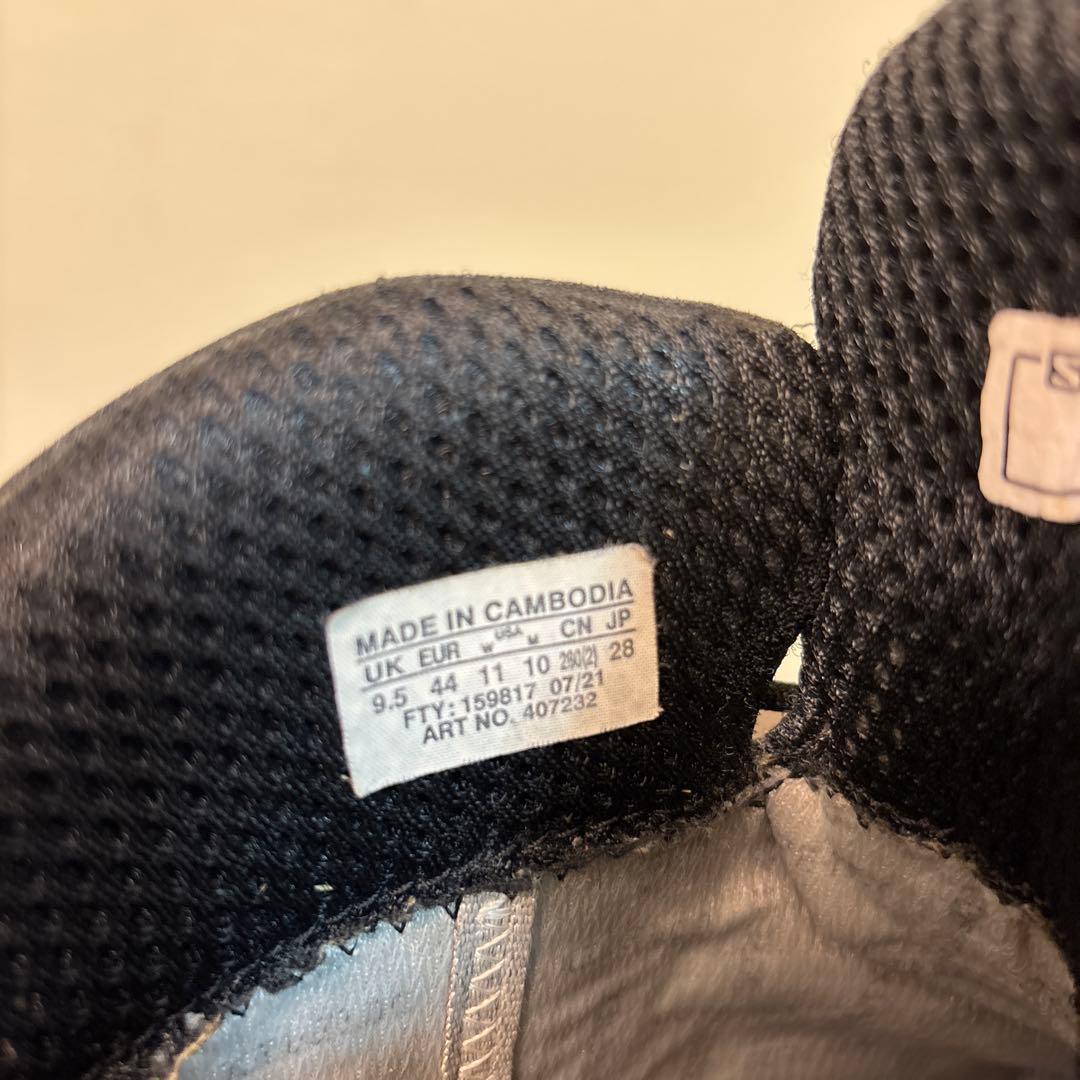 MADE IN CAMBODIA
UK EUR W USA M CN JP
9.5 44 11 10 280(2) 28
FTY: 159817 07/21
ART NO. 407232
S